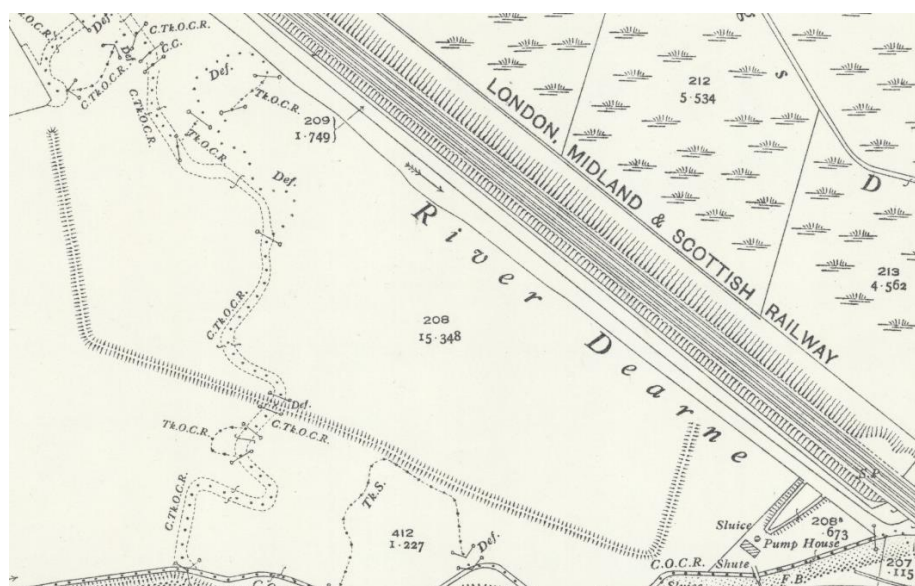 C.Tk.O.C.R.
C.C.
Def.
Def.
C.Tk.O.C.R.
C.Tk.O.C.R.
Def.
Tk.O.C.R.
Tk.O.C.R.
Def.
209
1·749
LONDON, MIDLAND & SCOTTISH RAILWAY
212
5·534
S
D
213
4·562
River Dearne
208
15·348
C.Tk.O.C.R.
Def.
Tk.O.C.R.
C.Tk.O.C.R.
C.Tk.O.C.R.
Tk.S.
412
1·227
Def.
S.P.
Sluice
208ª
·673
Pump House
Shute
C.O.C.R.
F.B.
207
·115